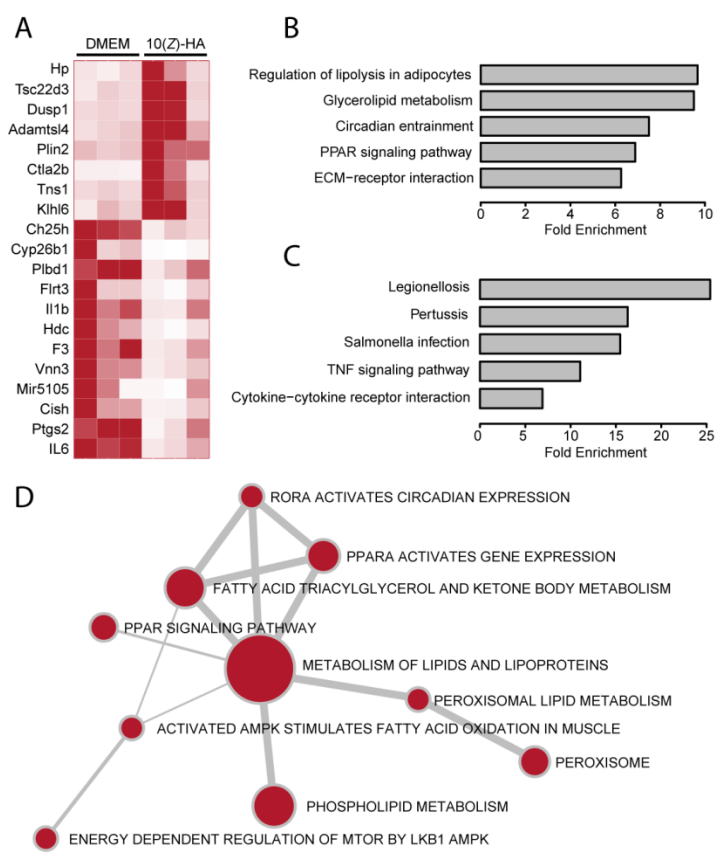 A
DMEM 10(Z)-HA
Hp
Tsc22d3
Dusp1
Adamtsl4
Plin2
Ctla2b
Tns1
Klhl6
Ch25h
Cyp26b1
Plbd1
Flrt3
Il1b
Hdc
F3
Vnn3
Mir5105
Cish
Ptgs2
IL6
B
Regulation of lipolysis in adipocytes
Glycerolipid metabolism
Circadian entrainment
PPAR signaling pathway
ECM−receptor interaction
0 2 4 6 8 10
Fold Enrichment
C
Legionellosis
Pertussis
Salmonella infection
TNF signaling pathway
Cytokine−cytokine receptor interaction
0 5 10 15 20 25
Fold Enrichment
D
RORA ACTIVATES CIRCADIAN EXPRESSION
PPARA ACTIVATES GENE EXPRESSION
FATTY ACID TRIACYLGLYCEROL AND KETONE BODY METABOLISM
PPAR SIGNALING PATHWAY
METABOLISM OF LIPIDS AND LIPOPROTEINS
PEROXISOMAL LIPID METABOLISM
ACTIVATED AMPK STIMULATES FATTY ACID OXIDATION IN MUSCLE
PEROXISOME
PHOSPHOLIPID METABOLISM
ENERGY DEPENDENT REGULATION OF MTOR BY LKB1 AMPK